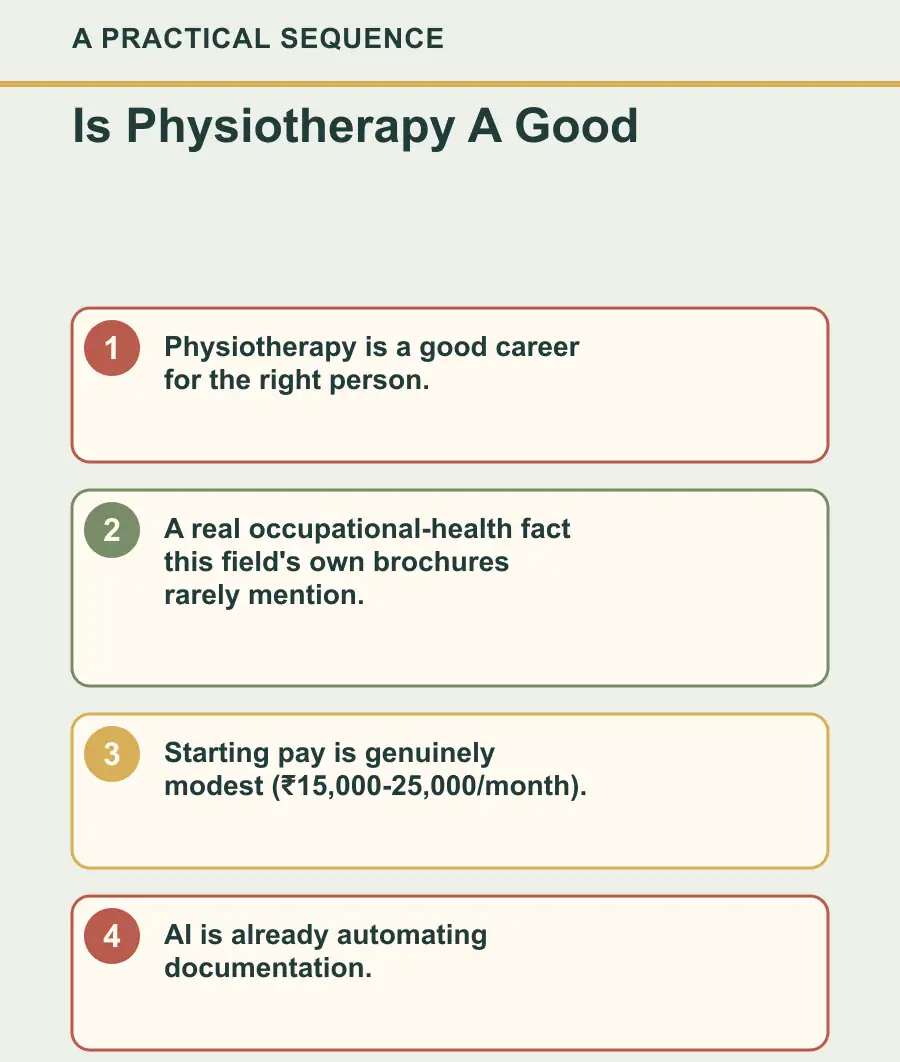 A PRACTICAL SEQUENCE
Is Physiotherapy A Good
1
Physiotherapy is a good career
for the right person.
2
A real occupational-health fact
this field's own brochures
rarely mention.
3
Starting pay is genuinely
modest (₹15,000-25,000/month).
4
AI is already automating
documentation.